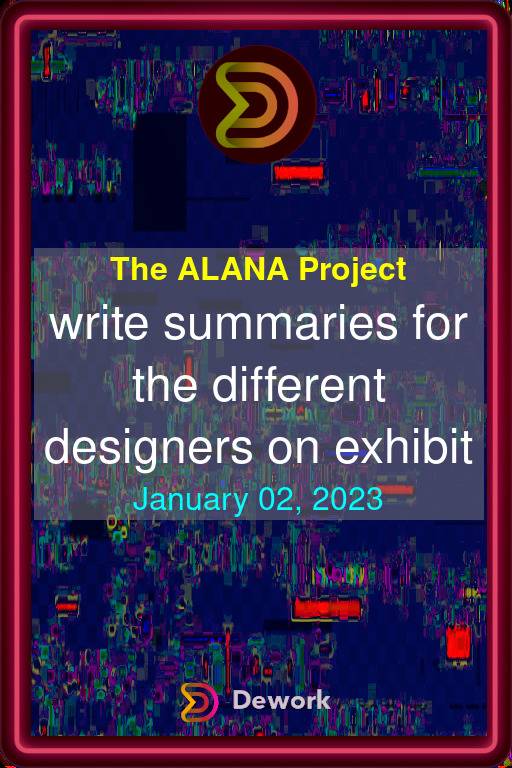 The ALANA Project
write summaries for
the different
designers on exhibit
January 02, 2023
Dework